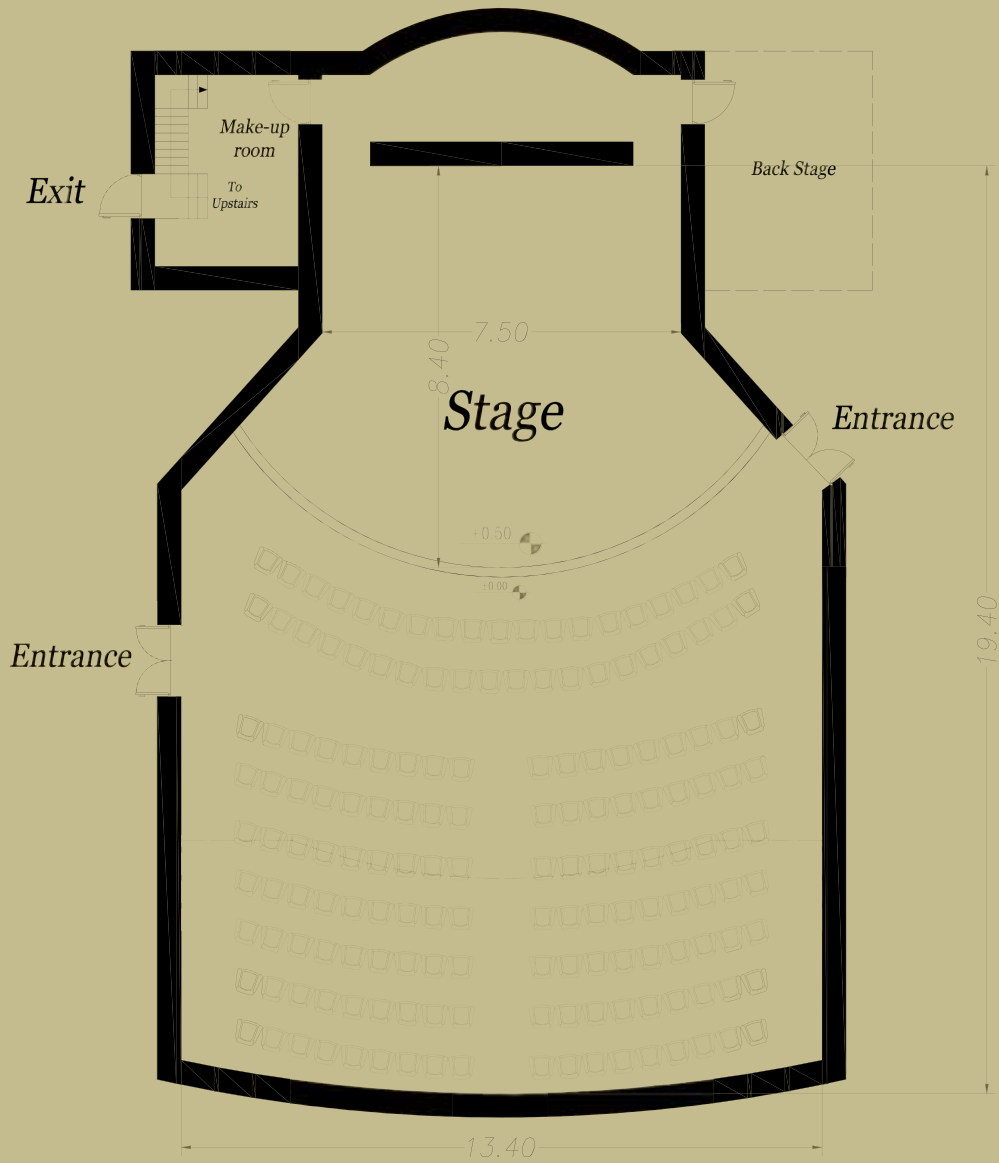 Make-up
room
Back Stage
Exit
To
Upstairs
7.50
8.40
Stage
Entrance
+0.50
±0.00
19.40
Entrance
13.40